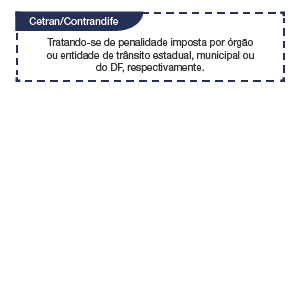 Cetran/Contrandife
Tratando-se de penalidade imposta por órgão
ou entidade de trânsito estadual, municipal ou
do DF, respectivamente.